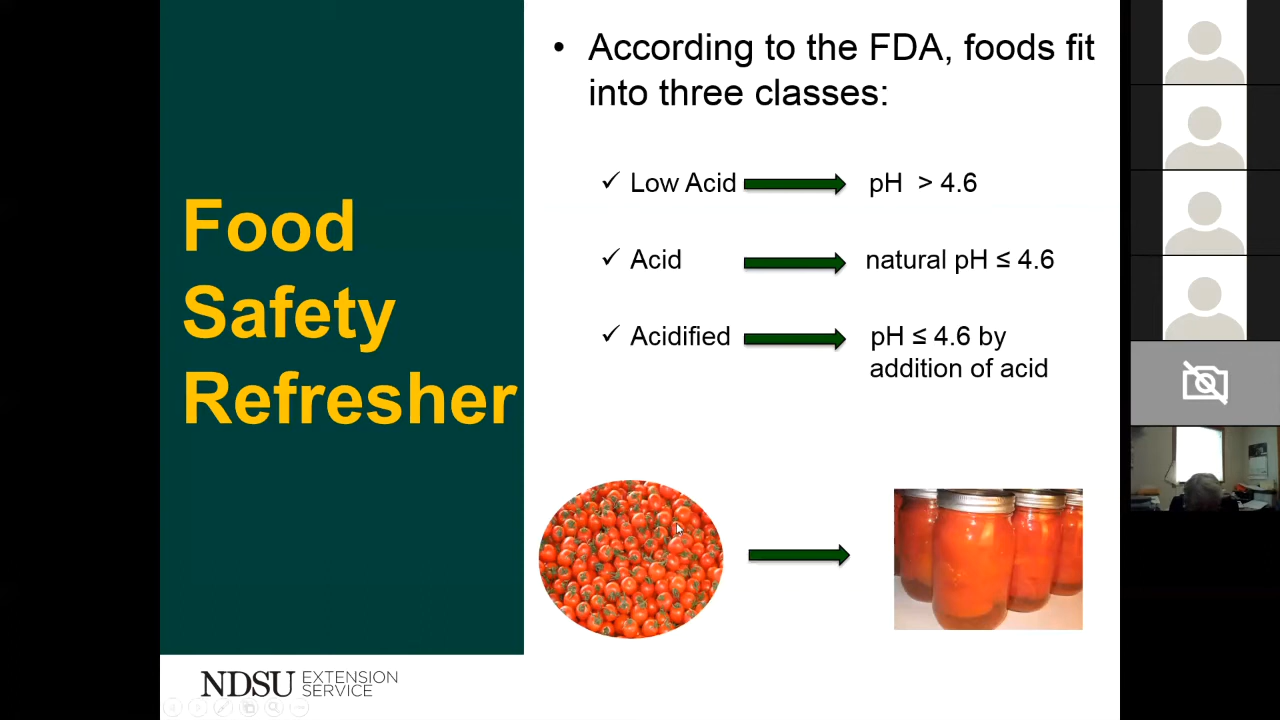 Food
Safety
Refresher
• According to the FDA, foods fit
into three classes:
✓ Low Acid pH > 4.6
✓ Acid natural pH ≤ 4.6
✓ Acidified pH ≤ 4.6 by
addition of acid
NDSU EXTENSION
SERVICE